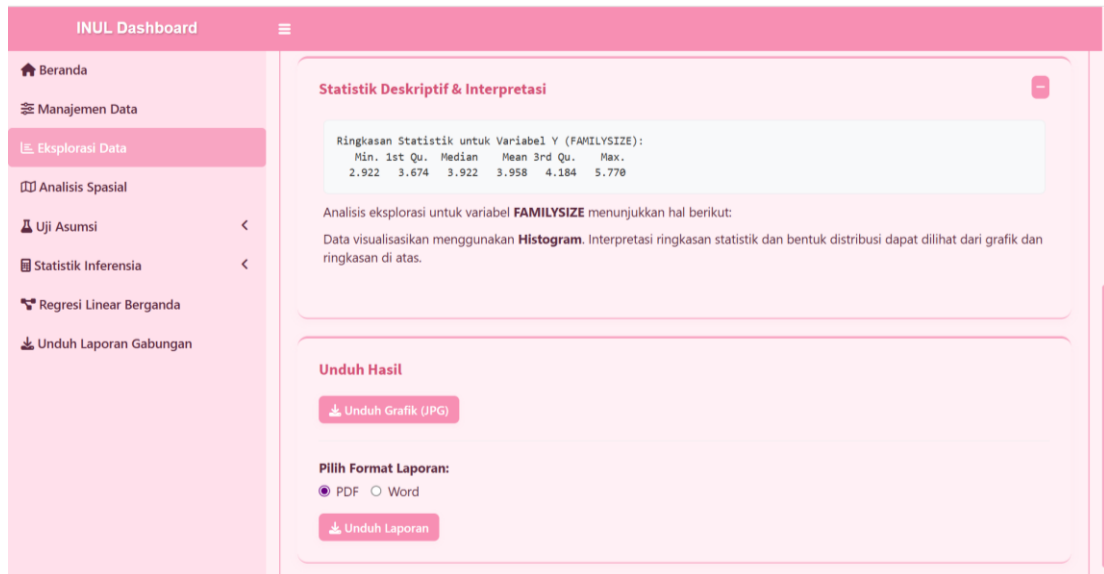 INUL Dashboard
Beranda
Manajemen Data
Eksplorasi Data
Analisis Spasial
Uji Asumsi
Statistik Inferensia
Regresi Linear Berganda
Unduh Laporan Gabungan
Statistik Deskriptif & Interpretasi
Ringkasan Statistik untuk Variabel Y (FAMILYSIZE):
Min. 1st Qu. Median Mean 3rd Qu. Max.
2.922 3.674 3.922 3.958 4.184 5.770
Analisis eksplorasi untuk variabel FAMILYSIZE menunjukkan hal berikut:
Data visualisasikan menggunakan Histogram. Interpretasi ringkasan statistik dan bentuk distribusi dapat dilihat dari grafik dan
ringkasan di atas.
Unduh Hasil
Unduh Grafik (JPG)
Pilih Format Laporan:
PDF Word
Unduh Laporan